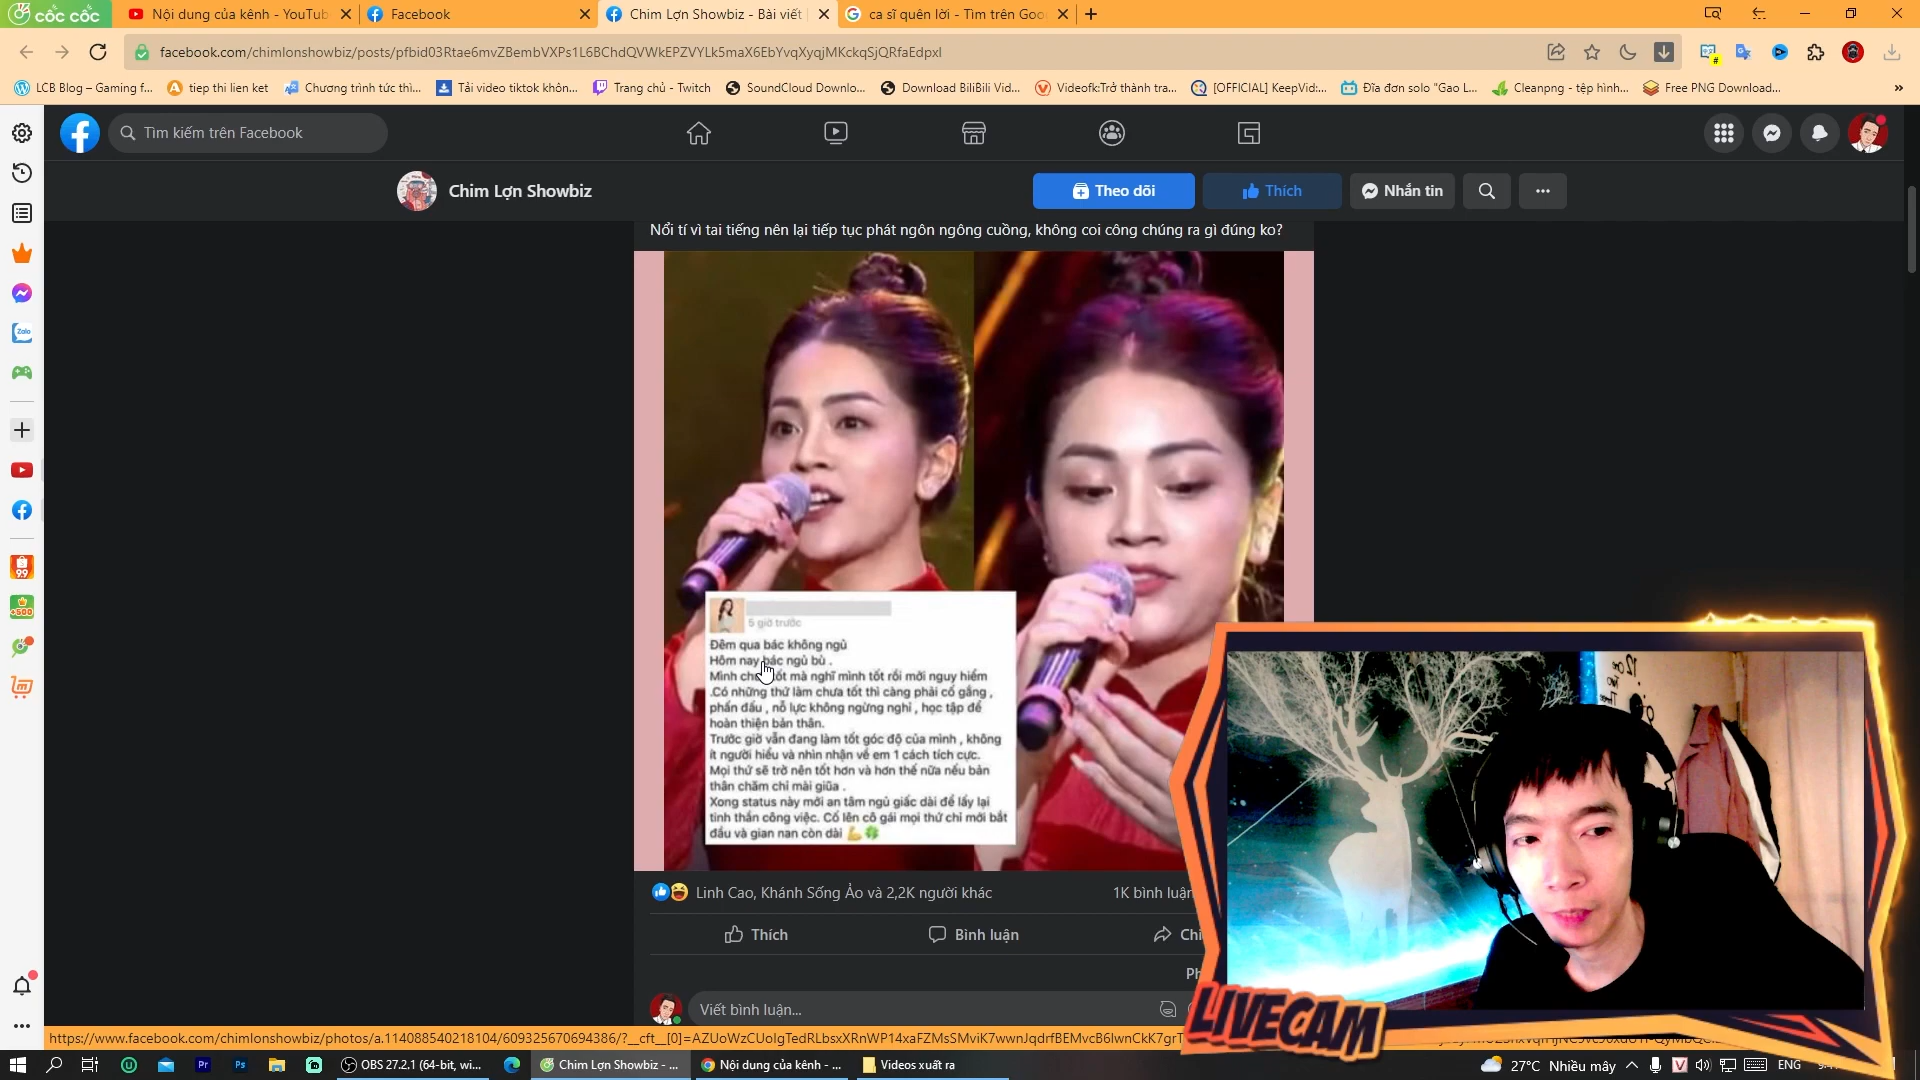 cốc cốc
Nội dung của kênh - YouTub
Facebook
Chim Lợn Showbiz - Bài viết
ca sĩ quên lời - Tìm trên Goo
facebook.com/chimlonshowbiz/posts/pfbid03Rtae6mvZBembVXPs1L6BChdQVWkEPZVYLk5maX6EbYvqXyqjMKckqSjQRfaEdpxl
LCB Blog – Gaming f...
tiep thi lien ket
Chương trình tức thì...
Tải video tiktok khôn...
Trang chủ - Twitch
SoundCloud Downlo...
Download BiliBili Vid...
Videofk:Trở thành tra...
[OFFICIAL] KeepVid:...
Đĩa đơn solo "Gao L...
Cleanpng - tệp hình...
Free PNG Download...
Tìm kiếm trên Facebook
Chim Lợn Showbiz
Theo dõi
Thích
Nhắn tin
Nổi tí vì tai tiếng nên lại tiếp tục phát ngôn ngông cuồng, không coi công chúng ra gì đúng ko?
5 giờ trước
Đêm qua bác không ngủ
Hôm nay bác ngủ bù .
Mình chưa tốt mà nghĩ mình tốt rồi mới nguy hiểm
.Có những thứ làm chưa tốt thì càng phải cố gắng ,
phấn đấu , nỗ lực không ngừng nghỉ , học tập để
hoàn thiện bản thân.
Trước giờ vẫn đang làm tốt góc độ của mình , không
ít người hiểu và nhìn nhận về em 1 cách tích cực.
Mọi thứ sẽ trở nên tốt hơn và hơn thế nữa nếu bản
thân chăm chỉ mài giũa .
Xong status này mới an tâm ngủ giấc dài để lấy lại
tinh thần công việc. Cố lên cô gái mọi thứ chỉ mới bắt
đầu và gian nan còn dài 💪🍀
Linh Cao, Khánh Sống Ảo và 2,2K người khác
1K bình luận
Thích
Bình luận
Viết bình luận...
LIVECAM
OBS 27.2.1 (64-bit, wi...
Chim Lợn Showbiz - ...
Nội dung của kênh - ...
Videos xuất ra
27°C Nhiều mây
ENG